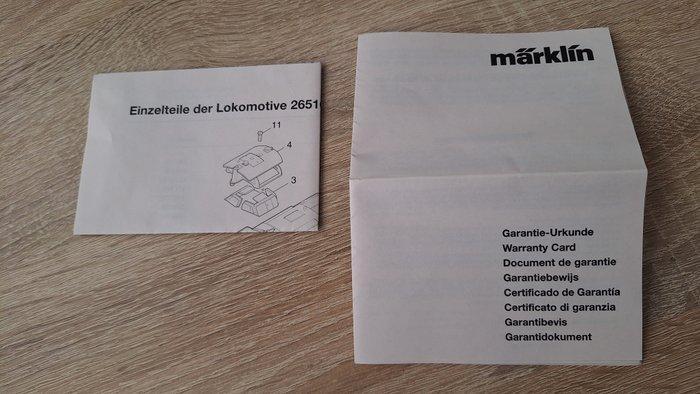 Einzelteile der Lokomotive 26510
11
4
3
märklin
Garantie-Urkunde
Warranty Card
Document de garantie
Garantiebewijs
Certificado de Garantía
Certificato di garanzia
Garantibevis
Garantidokument